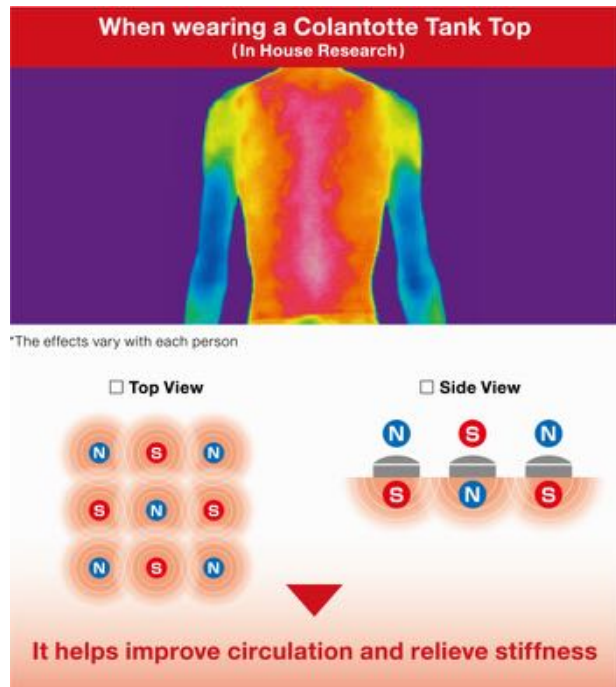 When wearing a Colantotte Tank Top
(In House Research)
*The effects vary with each person
□ Top View
□ Side View
N S N
N S N
S N S
S N S
N S N
It helps improve circulation and relieve stiffness